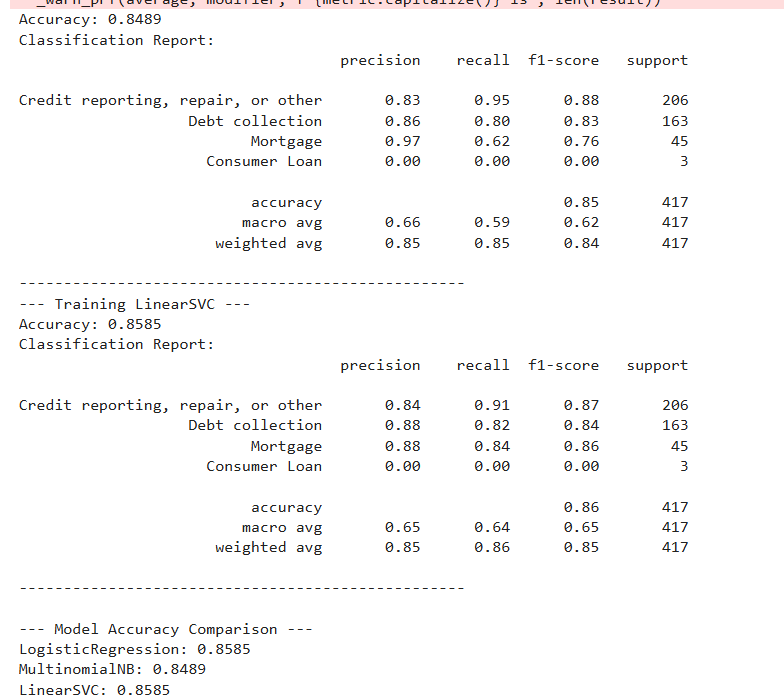 _warn_prf(average, modifier, f"{metric.capitalize()} is", len(result))
Accuracy: 0.8489
Classification Report:
precision recall f1-score support
Credit reporting, repair, or other 0.83 0.95 0.88 206
Debt collection 0.86 0.80 0.83 163
Mortgage 0.97 0.62 0.76 45
Consumer Loan 0.00 0.00 0.00 3
accuracy 0.85 417
macro avg 0.66 0.59 0.62 417
weighted avg 0.85 0.85 0.84 417
--------------------------------------------------
--- Training LinearSVC ---
Accuracy: 0.8585
Classification Report:
precision recall f1-score support
Credit reporting, repair, or other 0.84 0.91 0.87 206
Debt collection 0.88 0.82 0.84 163
Mortgage 0.88 0.84 0.86 45
Consumer Loan 0.00 0.00 0.00 3
accuracy 0.86 417
macro avg 0.65 0.64 0.65 417
weighted avg 0.85 0.86 0.85 417
--------------------------------------------------
--- Model Accuracy Comparison ---
LogisticRegression: 0.8585
MultinomialNB: 0.8489
LinearSVC: 0.8585